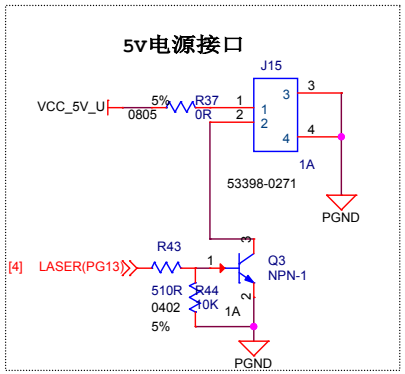 5V电源接口
J15
VCC_5V_U
5%
R37
0805
0R
1
2
1
2
3
4
3
4
1A
53398-0271
PGND
[4]
LASER(PG13)
R43
510R
0402
5%
R44
10K
1
3
2
Q3
NPN-1
1A
PGND